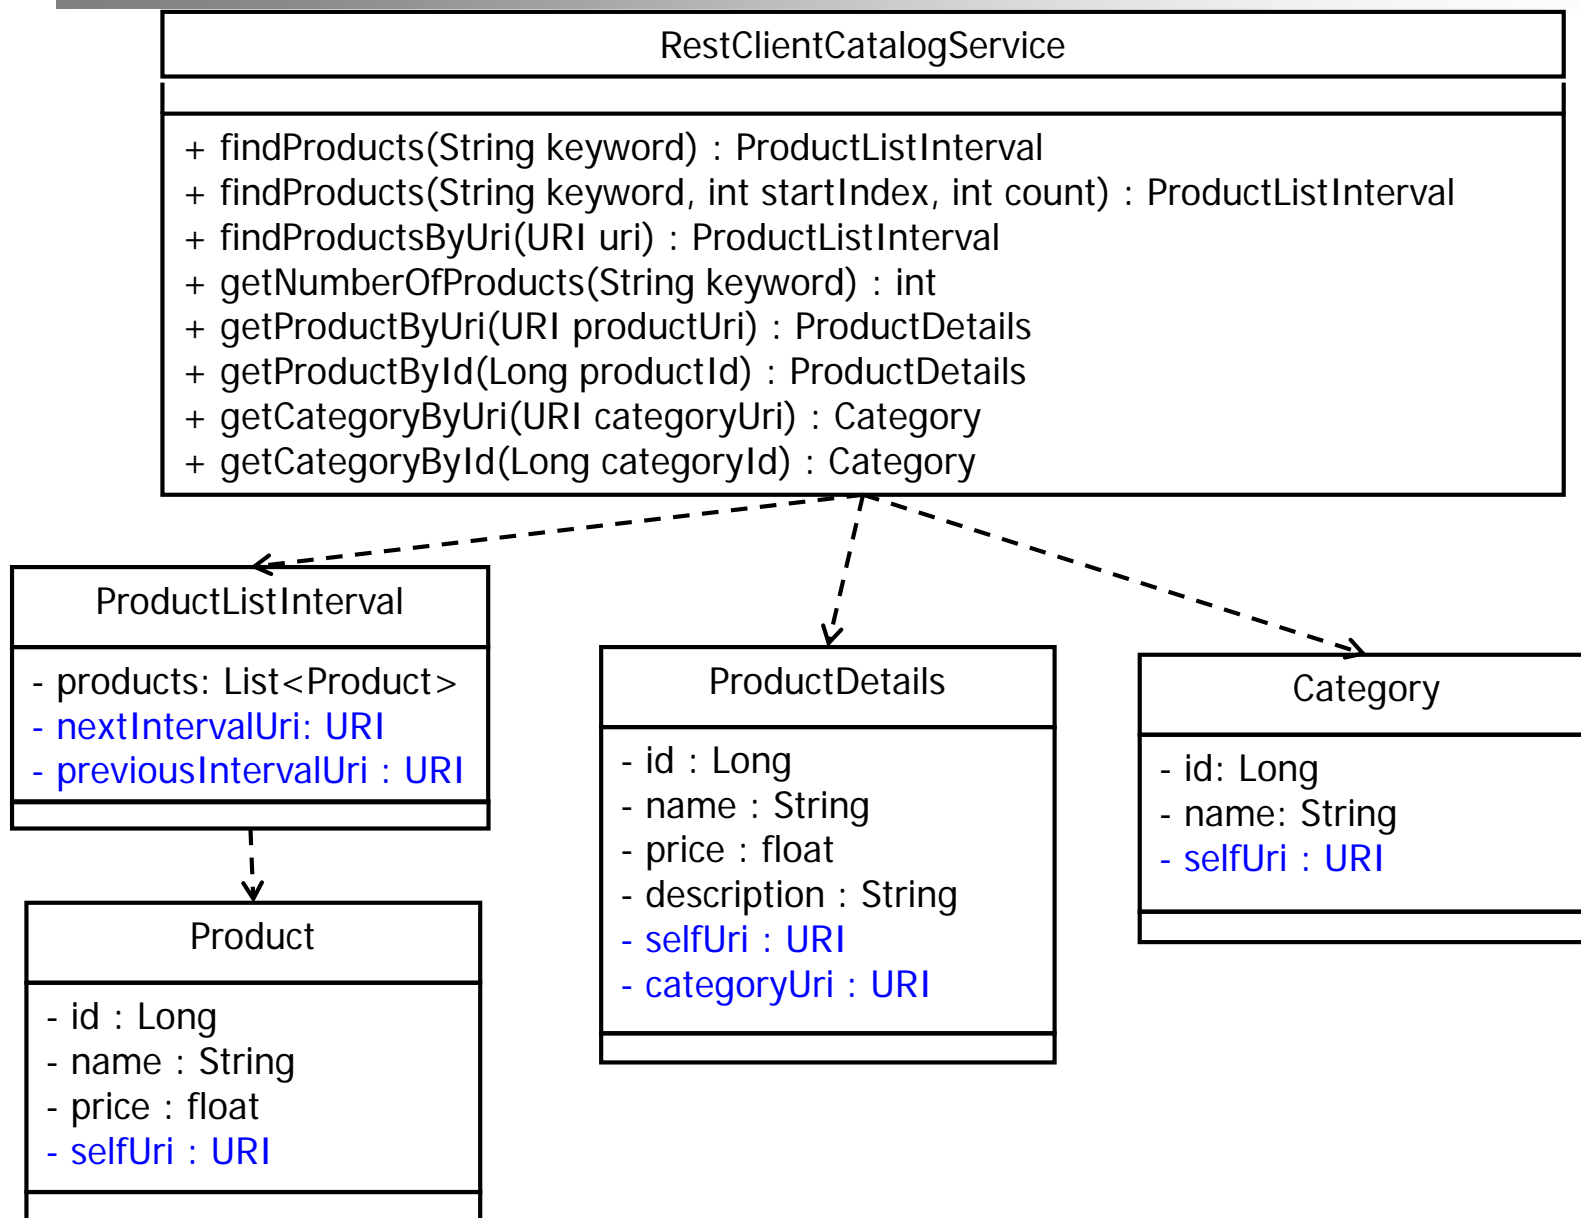 RestClientCatalogService
+ findProducts(String keyword) : ProductListInterval
+ findProducts(String keyword, int startIndex, int count) : ProductListInterval
+ findProductsByUri(URI uri) : ProductListInterval
+ getNumberOfProducts(String keyword) : int
+ getProductByUri(URI productUri) : ProductDetails
+ getProductById(Long productId) : ProductDetails
+ getCategoryByUri(URI categoryUri) : Category
+ getCategoryById(Long categoryId) : Category
ProductListInterval
- products: List<Product>
- nextIntervalUri: URI
- previousIntervalUri : URI
Product
- id : Long
- name : String
- price : float
- selfUri : URI
ProductDetails
- id : Long
- name : String
- price : float
- description : String
- selfUri : URI
- categoryUri : URI
Category
- id: Long
- name: String
- selfUri : URI